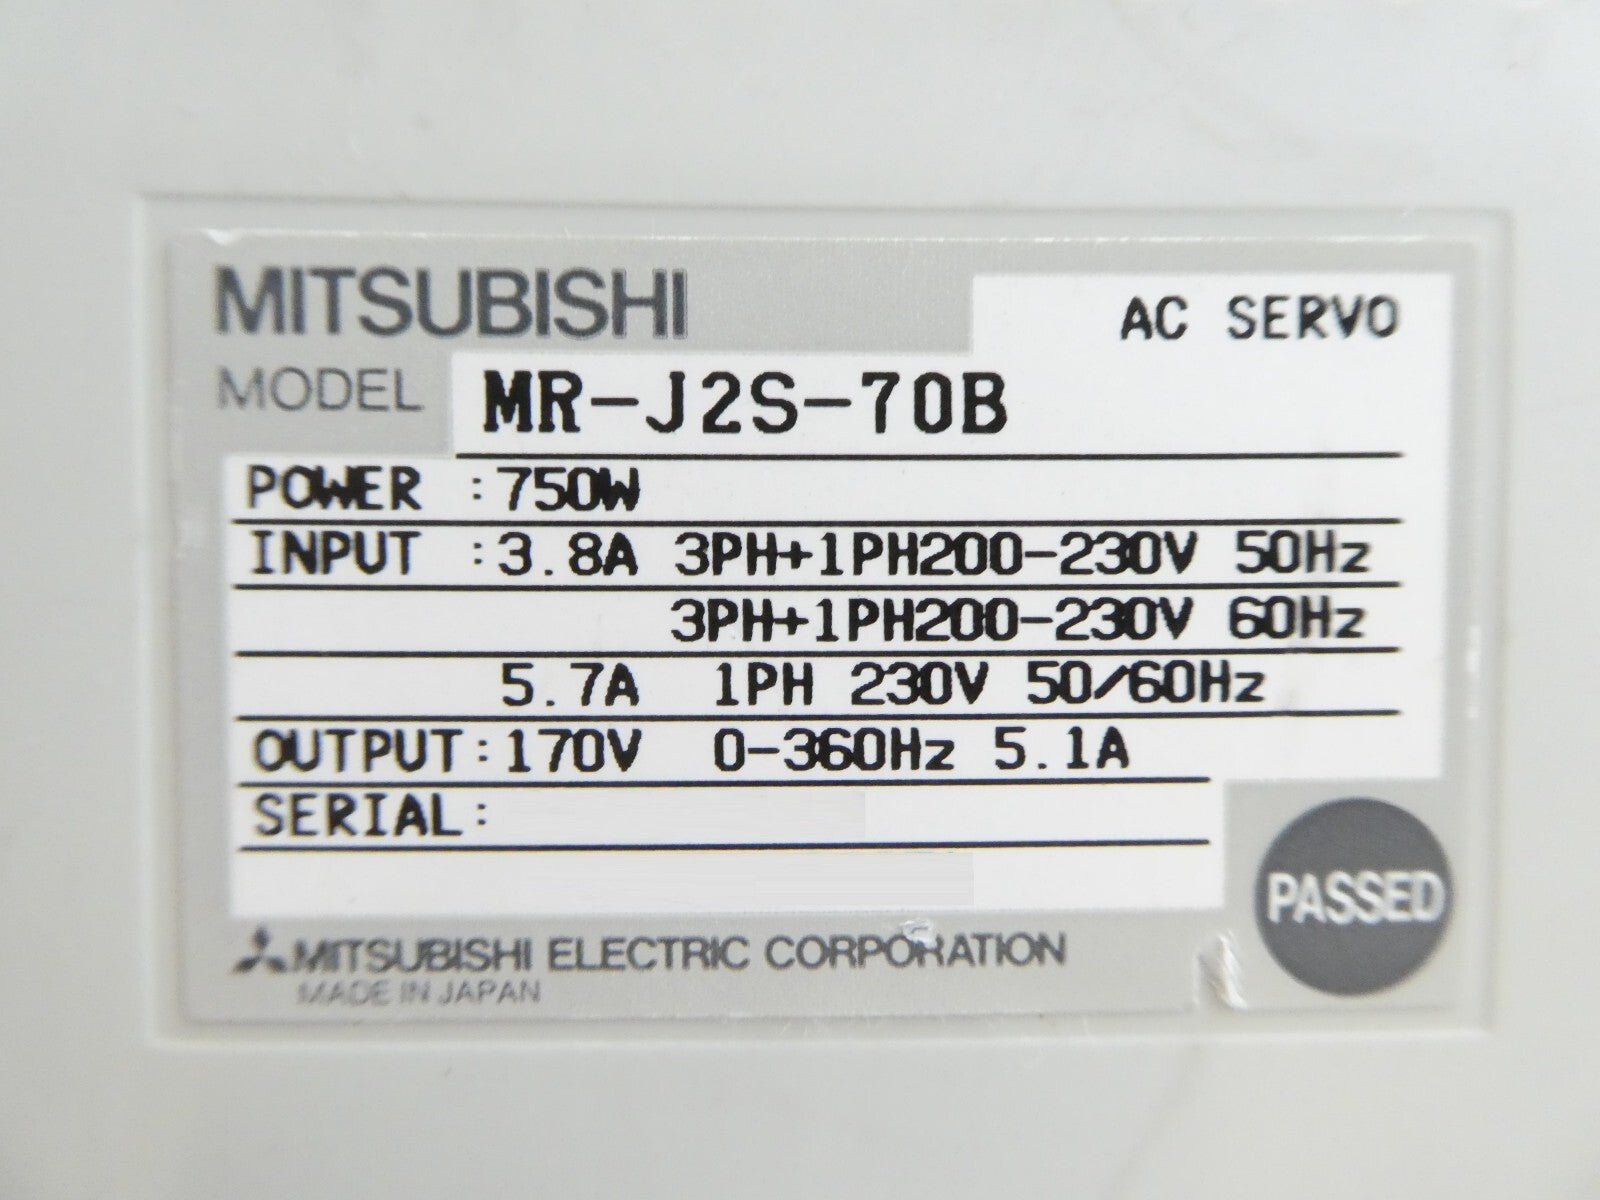 MITSUBISHI
AC SERVO
MODEL MR-J2S-70B
POWER :750W
INPUT :3.8A 3PH+1PH200-230V 50Hz
3PH+1PH200-230V 60Hz
5.7A 1PH 230V 50/60Hz
OUTPUT:170V 0-360Hz 5.1A
SERIAL:
PASSED
MITSUBISHI ELECTRIC CORPORATION
MADE IN JAPAN